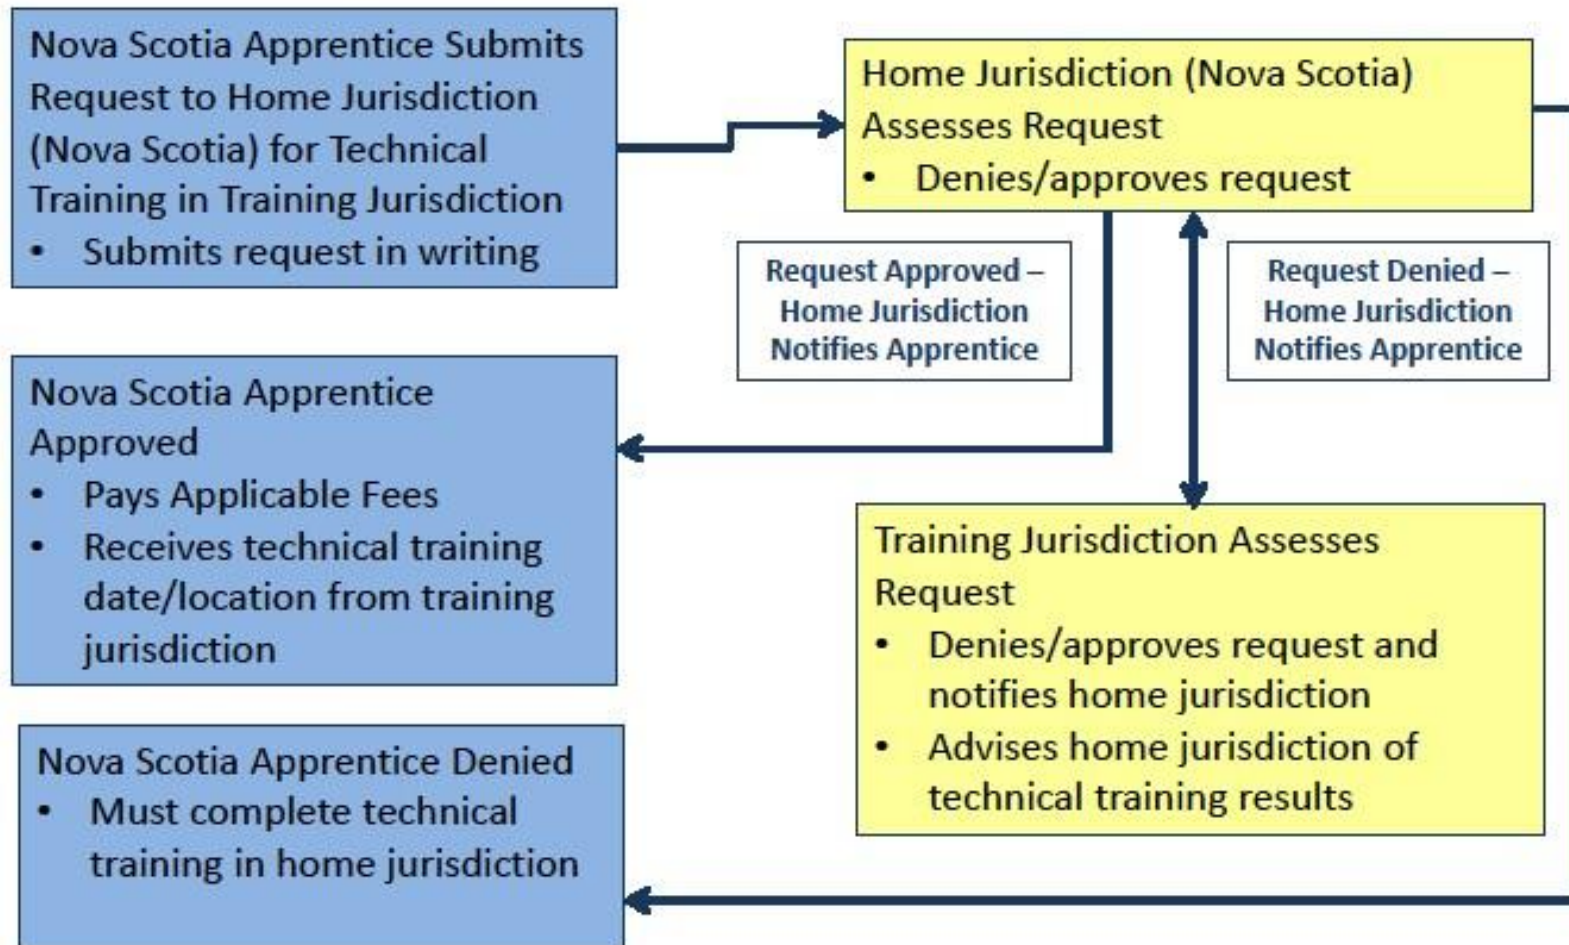 Nova Scotia Apprentice Submits
Request to Home Jurisdiction
(Nova Scotia) for Technical
Training in Training Jurisdiction
• Submits request in writing
Home Jurisdiction (Nova Scotia)
Assesses Request
• Denies/approves request
Request Approved –
Home Jurisdiction
Notifies Apprentice
Request Denied –
Home Jurisdiction
Notifies Apprentice
Nova Scotia Apprentice
Approved
• Pays Applicable Fees
• Receives technical training
date/location from training
jurisdiction
Training Jurisdiction Assesses
Request
• Denies/approves request and
notifies home jurisdiction
• Advises home jurisdiction of
technical training results
Nova Scotia Apprentice Denied
• Must complete technical
training in home jurisdiction